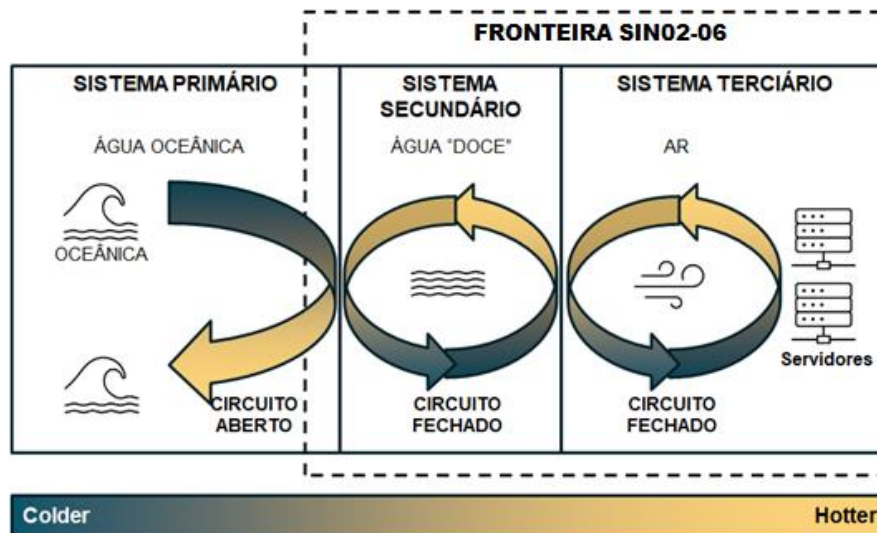 FRONTEIRA SIN02-06
SISTEMA PRIMÁRIO
SISTEMA
SECUNDÁRIO
SISTEMA TERCIÁRIO
ÁGUA OCEÂNICA
ÁGUA "DOCE"
AR
OCEÂNICA
Servidores
CIRCUITO
ABERTO
CIRCUITO
FECHADO
CIRCUITO
FECHADO
Colder
Hotter